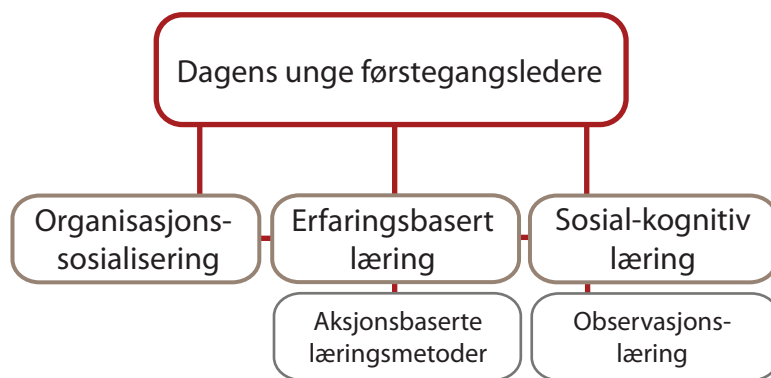 Dagens unge førstegangsledere
Organisasjons-
sosialisering
Erfaringsbasert
læring
Sosial-kognitiv
læring
Aksjonsbaserte
læringsmetoder
Observasjons-
læring